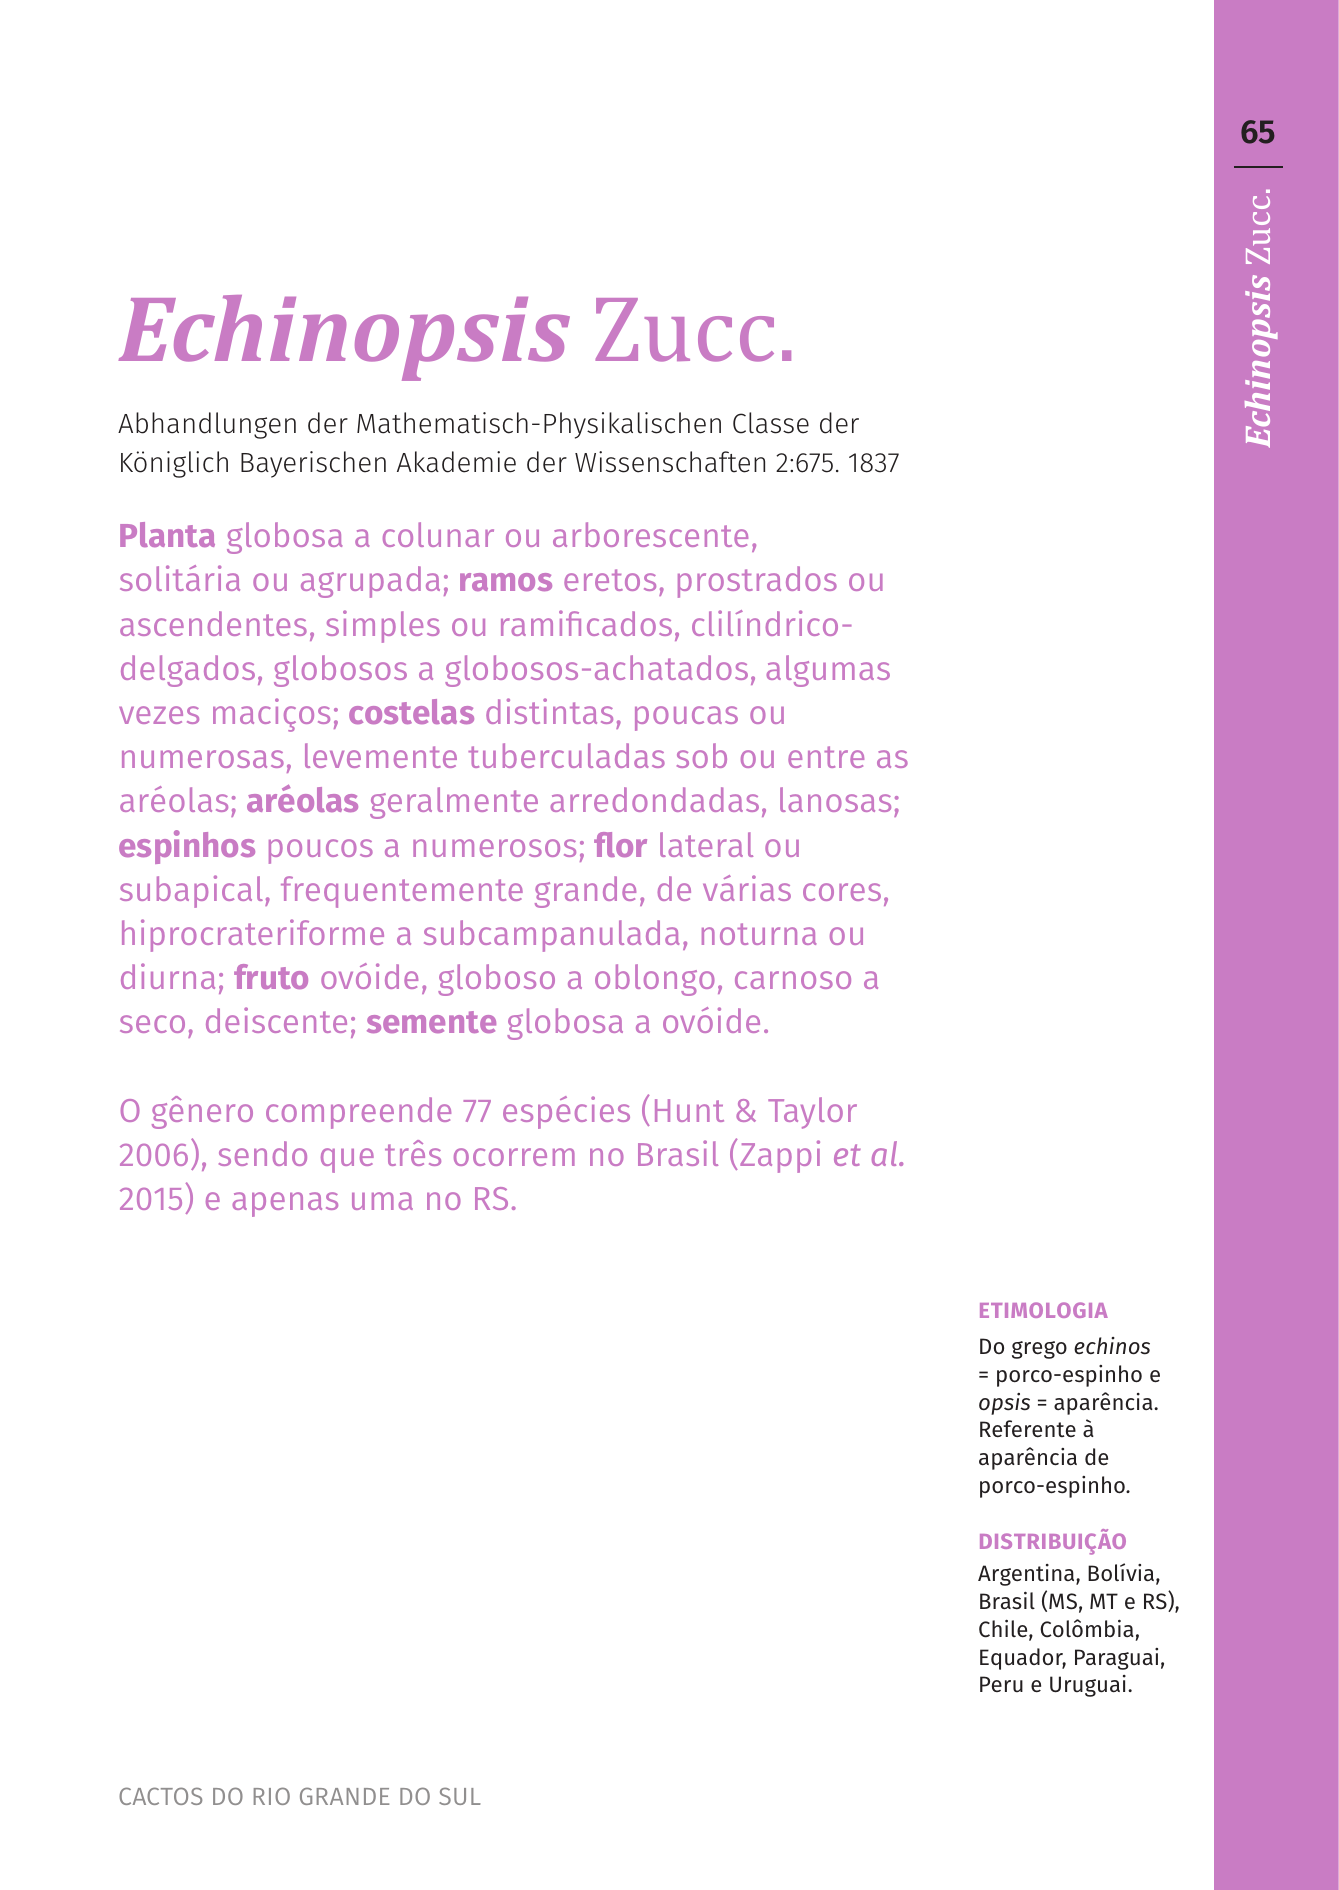 65
Echinopsis Zucc.
Echinopsis Zucc.
Abhandlungen der Mathematisch-Physikalischen Classe der
Königlich Bayerischen Akademie der Wissenschaften 2:675. 1837
Planta globosa a colunar ou arborescente,
solitária ou agrupada; ramos eretos, prostrados ou
ascendentes, simples ou ramificados, clilíndrico-
delgados, globosos a globosos-achatados, algumas
vezes maciços; costelas distintas, poucas ou
numerosas, levemente tuberculadas sob ou entre as
aréolas; aréolas geralmente arredondadas, lanosas;
espinhos poucos a numerosos; flor lateral ou
subapical, frequentemente grande, de várias cores,
hiprocrateriforme a subcampanulada, noturna ou
diurna; fruto ovóide, globoso a oblongo, carnoso a
seco, deiscente; semente globosa a ovóide.
O gênero compreende 77 espécies (Hunt & Taylor
2006), sendo que três ocorrem no Brasil (Zappi et al.
2015) e apenas uma no RS.
ETIMOLOGIA
Do grego echinos
= porco-espinho e
opsis = aparência.
Referente à
aparência de
porco-espinho.
DISTRIBUIÇÃO
Argentina, Bolívia,
Brasil (MS, MT e RS),
Chile, Colômbia,
Equador, Paraguai,
Peru e Uruguai.
CACTOS DO RIO GRANDE DO SUL